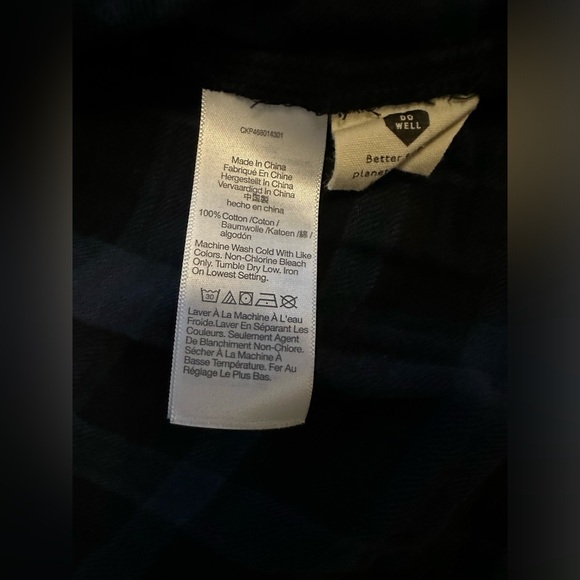 Made In China
Fabriqué En Chine
Hergestellt In China
Vervaardigd In China
中国製
hecho en china
100% Cotton /Coton /
Baumwolle /Katoen /綿 /
algodón
Machine Wash Cold With Like
Colors. Non-Chlorine Bleach
Only. Tumble Dry Low. Iron
On Lowest Setting.
30
Laver À La Machine À L'eau
Froide.Laver En Séparant Les
Couleurs. Seulement Agent
De Blanchiment Non-Chlore.
Sécher À La Machine À
Basse Température. Fer Au
Réglage Le Plus Bas.
DO
WELL
Better
planet